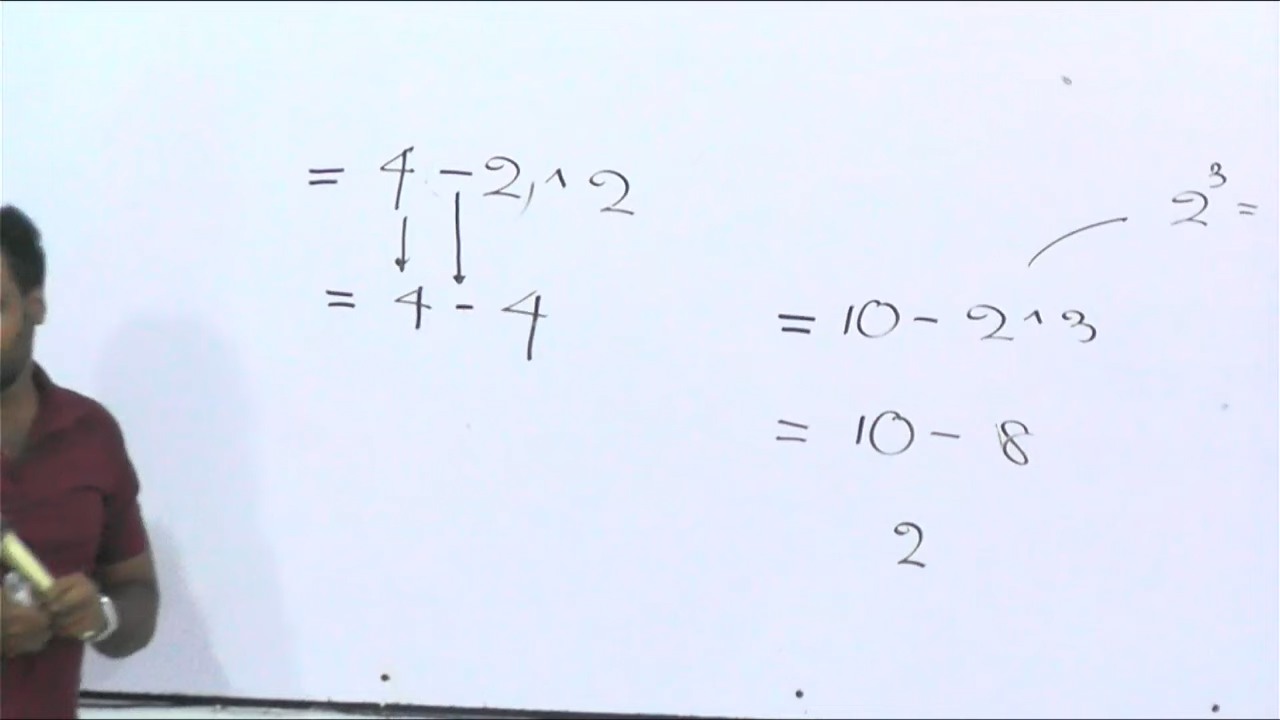 = 4 - 2, ^ 2
= 4 - 4
2³ =
= 10 - 2 ^ 3
= 10 - 8
2